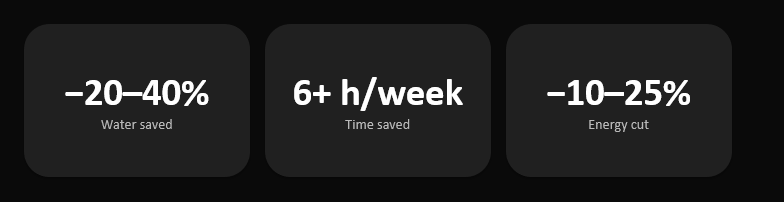 −20–40%
Water saved
6+ h/week
Time saved
−10–25%
Energy cut